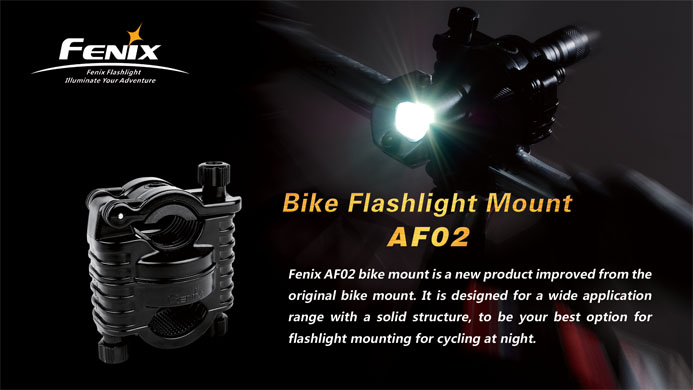 FENIX
Fenix Flashlight
Illuminate Your Adventure
Bike Flashlight Mount
AF02
Fenix AF02 bike mount is a new product improved from the
original bike mount. It is designed for a wide application
range with a solid structure, to be your best option for
flashlight mounting for cycling at night.
FENIX